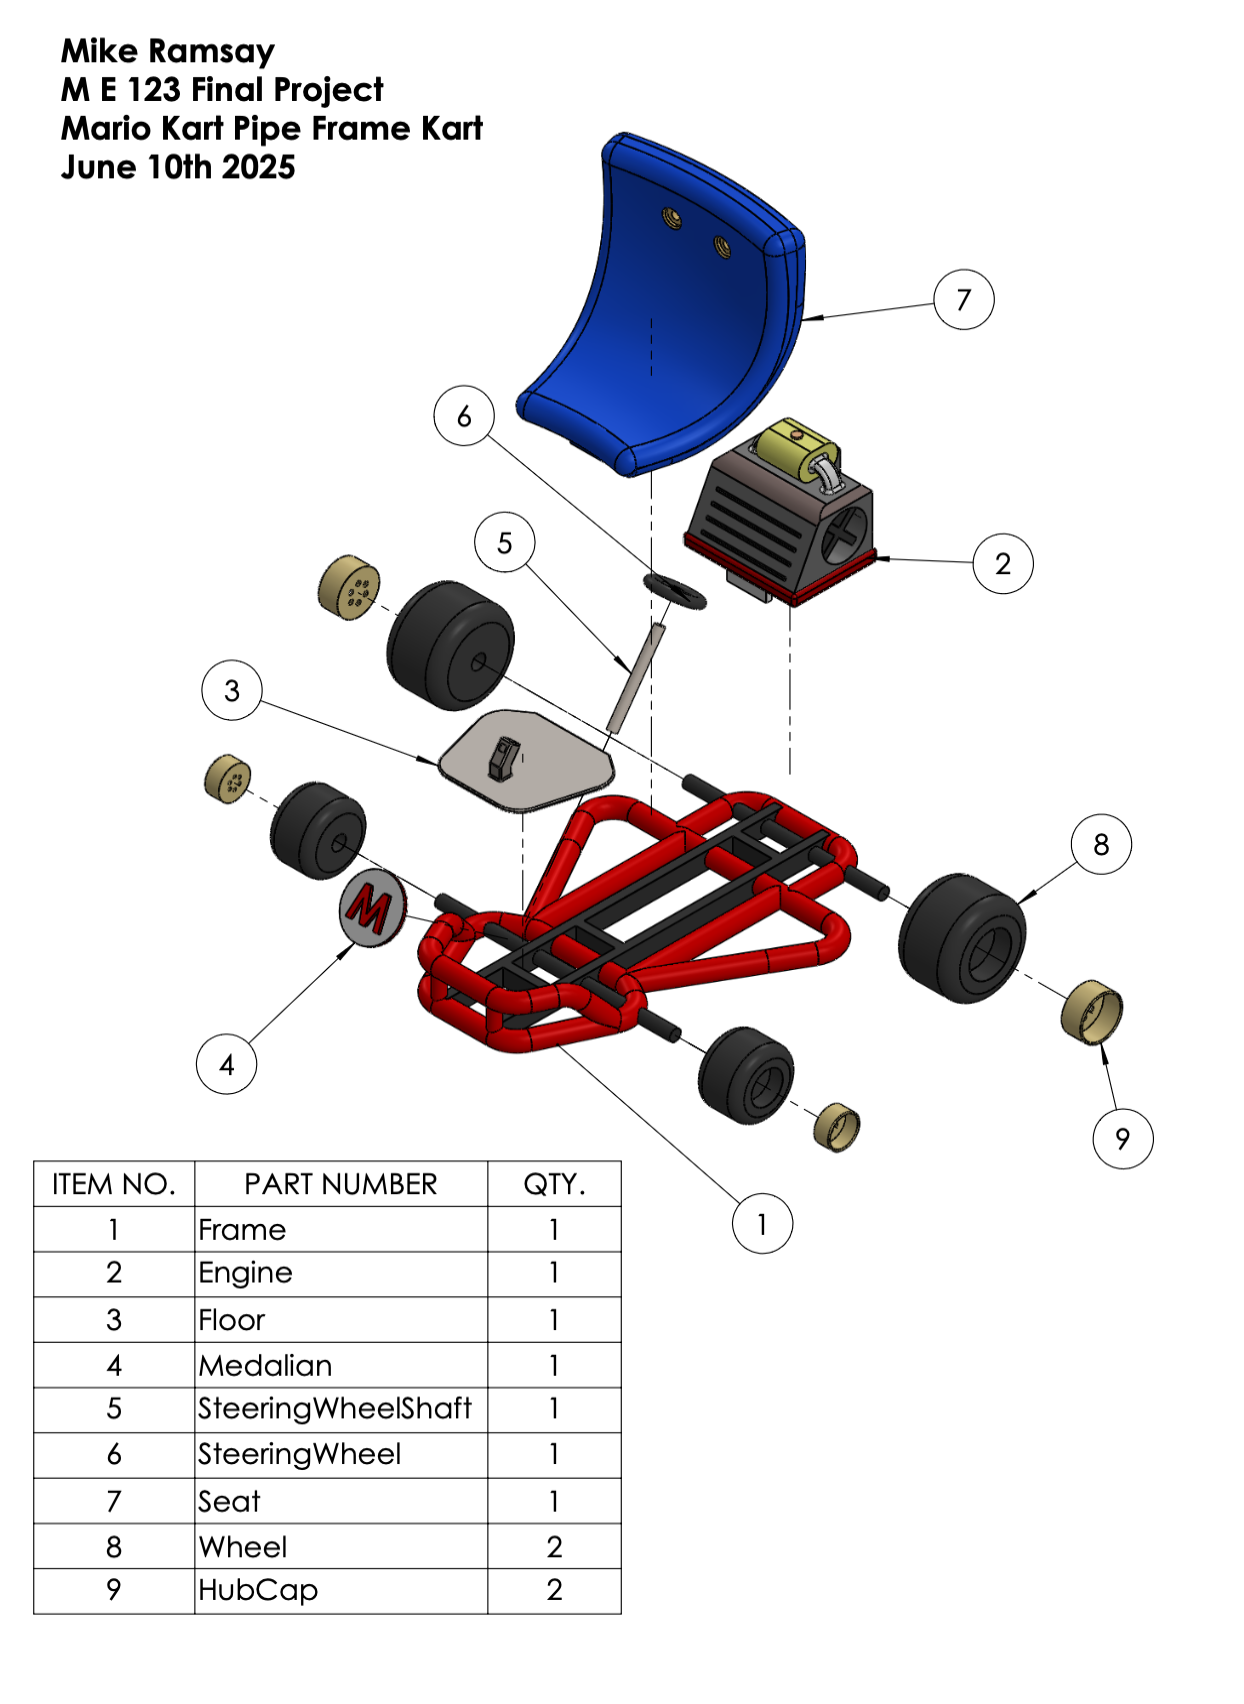 Mike Ramsay
M E 123 Final Project
Mario Kart Pipe Frame Kart
June 10th 2025
7
6
5
2
3
8
M
4
9
1
ITEM NO. PART NUMBER QTY.
1 Frame 1
2 Engine 1
3 Floor 1
4 Medalian 1
5 SteeringWheelShaft 1
6 SteeringWheel 1
7 Seat 1
8 Wheel 2
9 HubCap 2